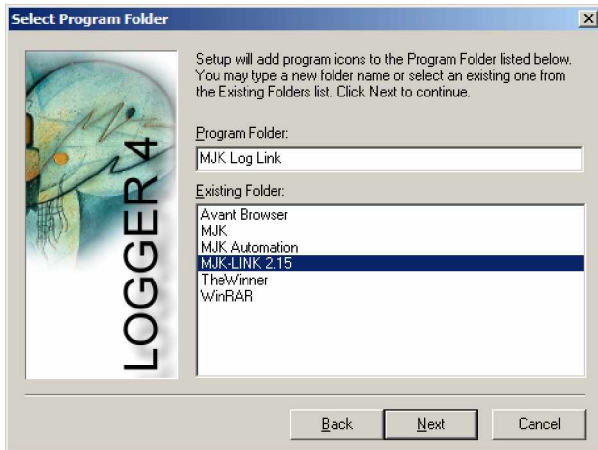 Select Program Folder
Setup will add program icons to the Program Folder listed below.
You may type a new folder name or select an existing one from
the Existing Folders list. Click Next to continue.
Program Folder:
MJK Log Link
Existing Folder:
Avant Browser
MJK
MJK Automation
MJK-LINK 2.15
TheWinner
WinRAR
LOGGER 4
Back
Next
Cancel